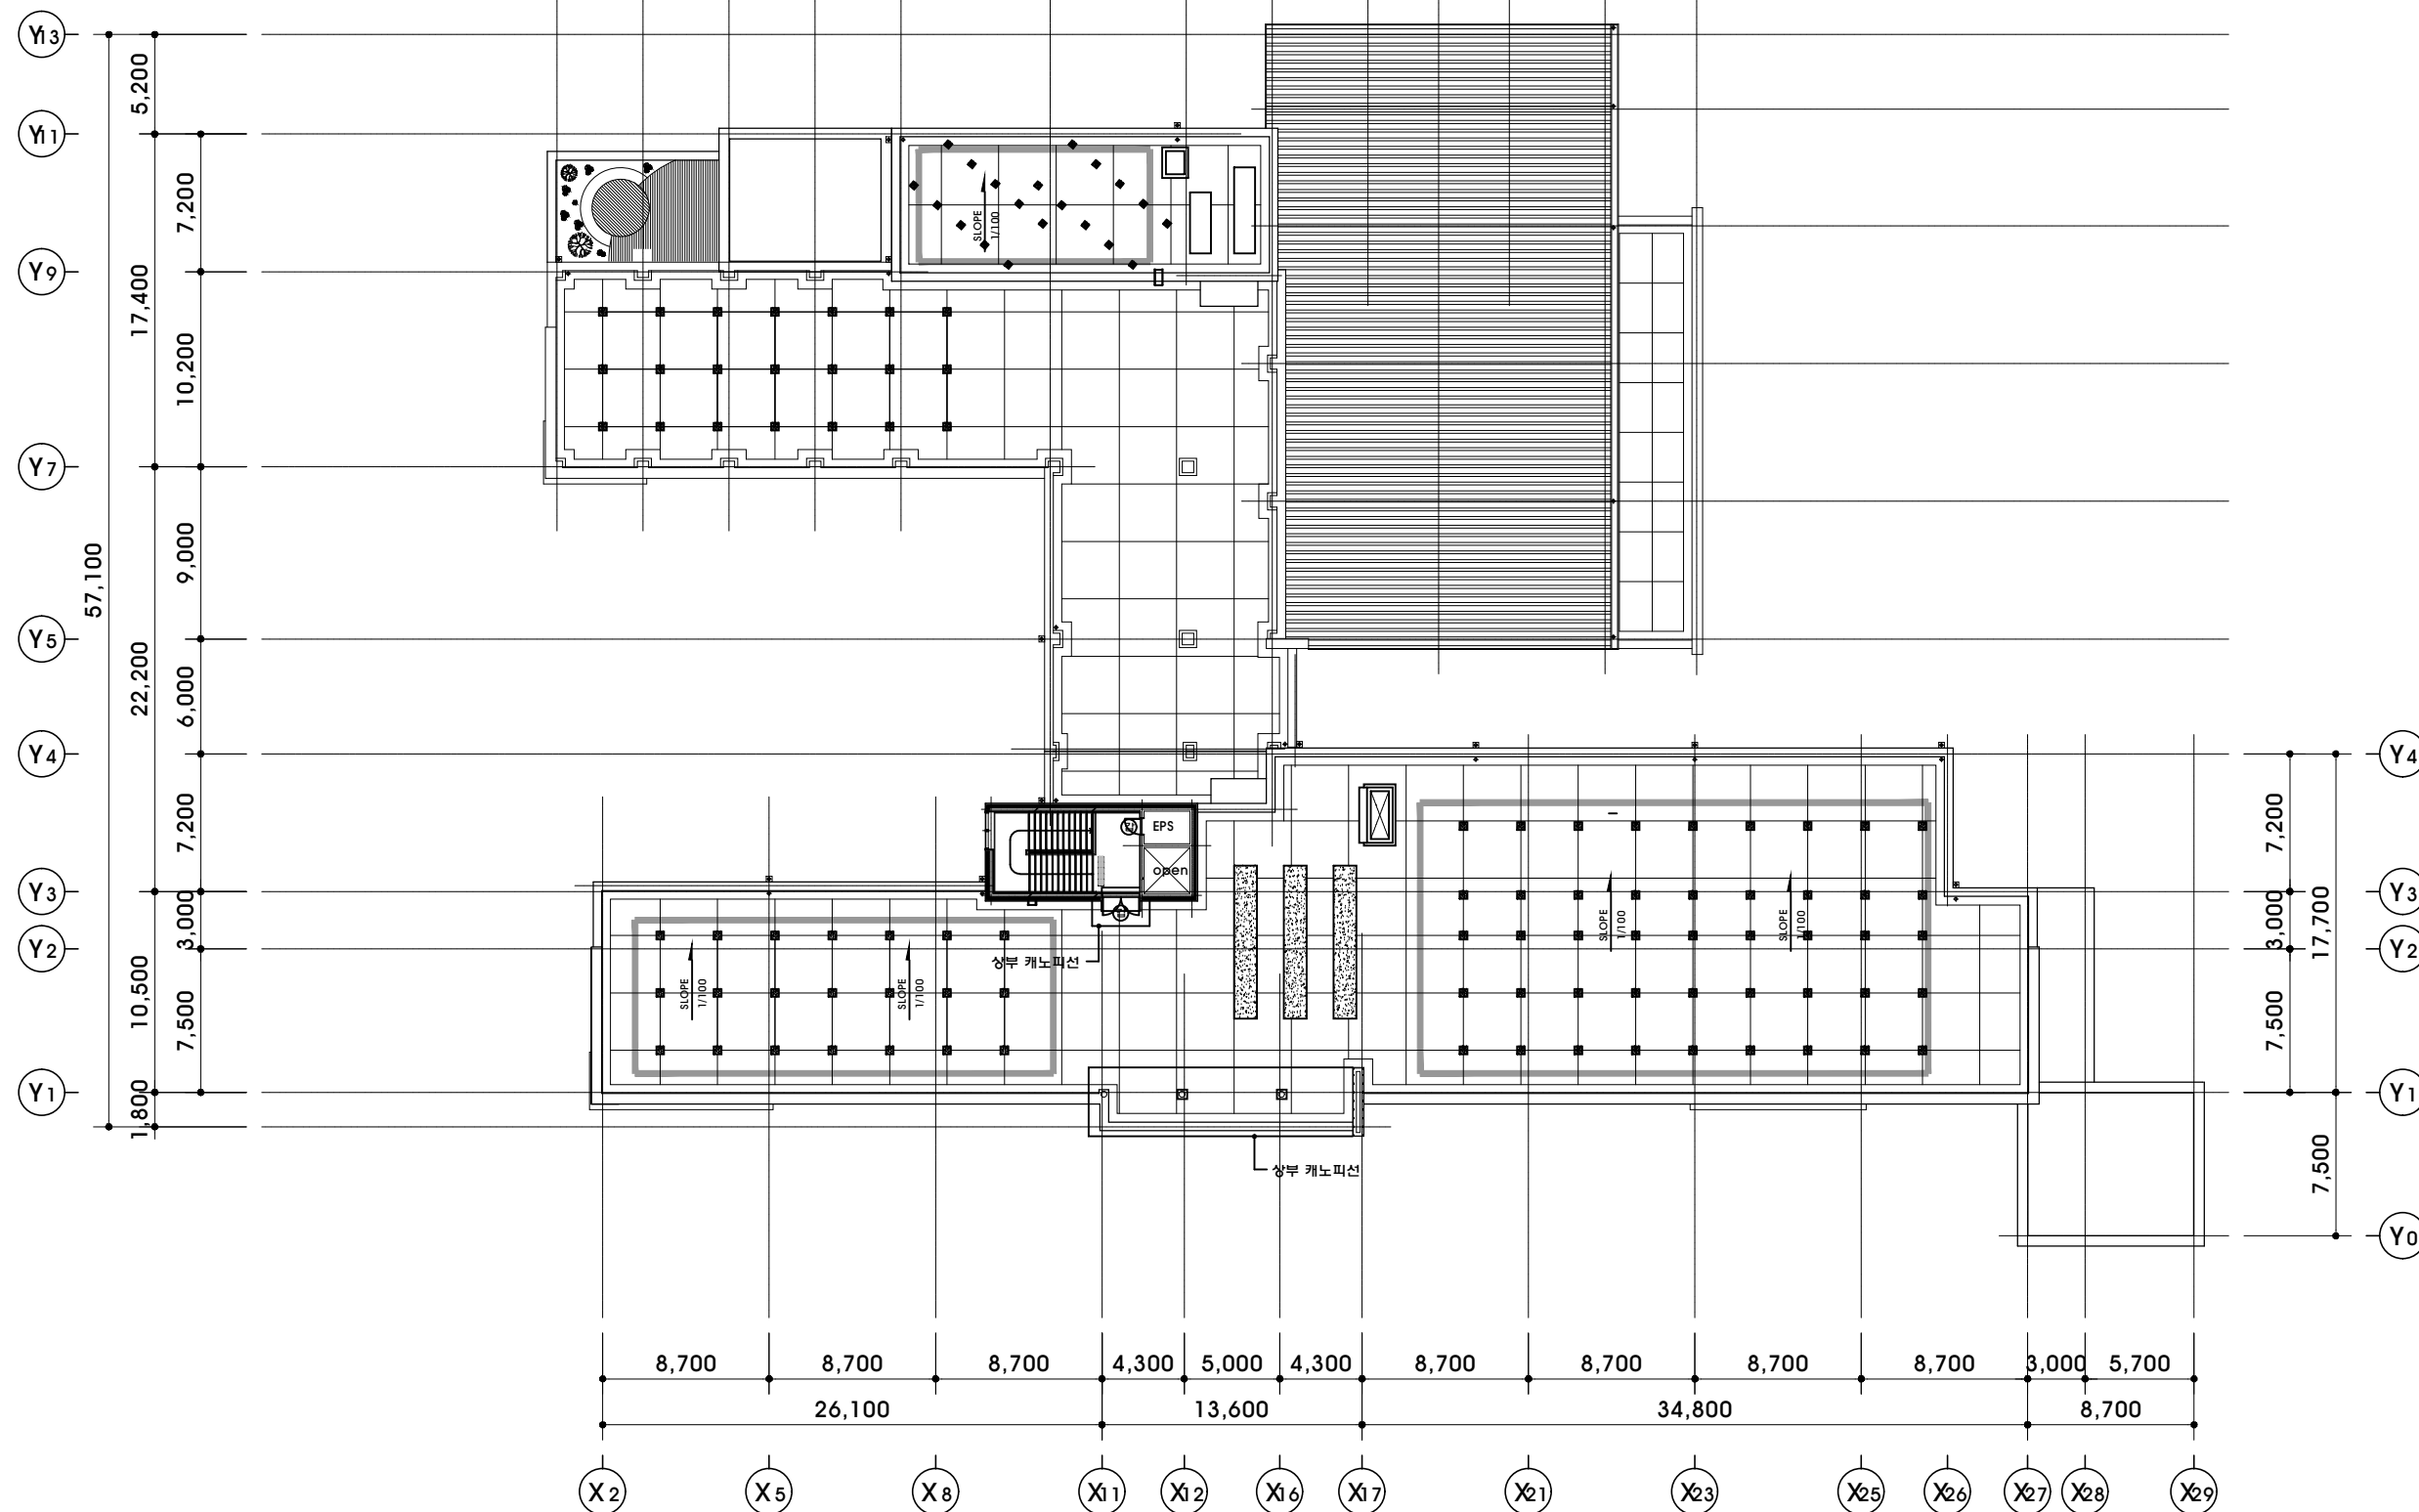 Y13
5,200
Y11
7,200
SLOPE
1/100
Y9
17,400
10,200
Y7
9,000
57,100
Y5
22,200
6,000
Y4
Y4
7,200
7,200
갑
EPS
open
Y3
Y3
3,000
갑
SLOPE
1/100
SLOPE
1/100
3,000
17,700
Y2
Y2
상부 캐노피선
10,500
7,500
SLOPE
1/100
SLOPE
1/100
7,500
Y1
Y1
1,800
상부 캐노피선
7,500
Y0
8,700
8,700
8,700
4,300
5,000
4,300
8,700
8,700
8,700
8,700
3,000
5,700
26,100
13,600
34,800
8,700
X2
X5
X8
X11
X12
X16
X17
X21
X23
X25
X26
X27
X28
X29